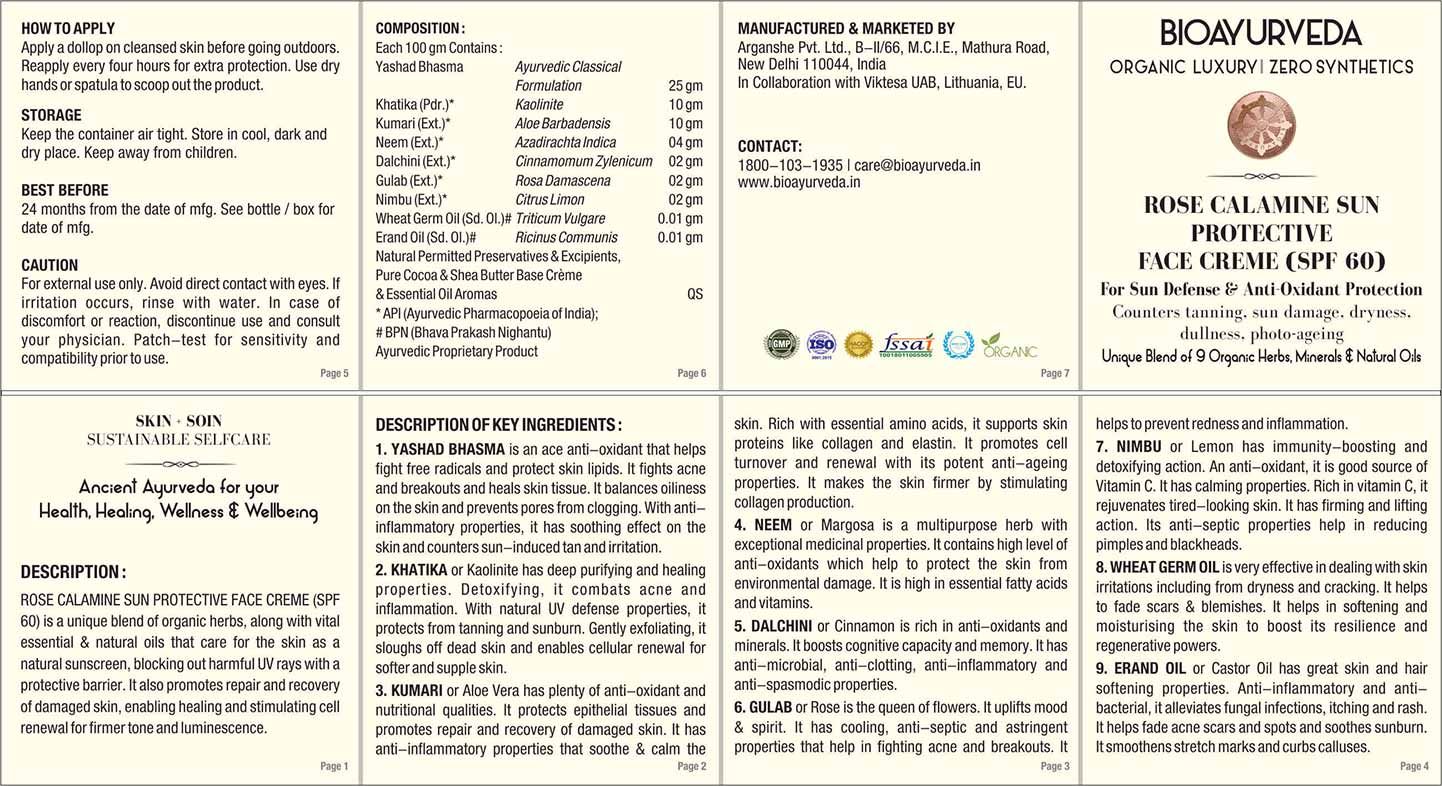 HOW TO APPLY
Apply a dollop on cleansed skin before going outdoors.
Reapply every four hours for extra protection. Use dry
hands or spatula to scoop out the product.
STORAGE
Keep the container air tight. Store in cool, dark and
dry place. Keep away from children.
BEST BEFORE
24 months from the date of mfg. See bottle / box for
date of mfg.
CAUTION
For external use only. Avoid direct contact with eyes. If
irritation occurs, rinse with water. In case of
discomfort or reaction, discontinue use and consult
your physician. Patch–test for sensitivity and
compatibility prior to use.
Page 5
COMPOSITION :
Each 100 gm Contains :
Yashad Bhasma Ayurvedic Classical
Formulation 25 gm
Khatika (Pdr.)* Kaolinite 10 gm
Kumari (Ext.)* Aloe Barbadensis 10 gm
Neem (Ext.)* Azadirachta Indica 04 gm
Dalchini (Ext.)* Cinnamomum Zylenicum 02 gm
Gulab (Ext.)* Rosa Damascena 02 gm
Nimbu (Ext.)* Citrus Limon 02 gm
Wheat Germ Oil (Sd. Ol.)# Triticum Vulgare 0.01 gm
Erand Oil (Sd. Ol.)# Ricinus Communis 0.01 gm
Natural Permitted Preservatives & Excipients,
Pure Cocoa & Shea Butter Base Crème
& Essential Oil Aromas QS
* API (Ayurvedic Pharmacopoeia of India);
# BPN (Bhava Prakash Nighantu)
Ayurvedic Proprietary Product
Page 6
MANUFACTURED & MARKETED BY
Arganshe Pvt. Ltd., B–II/66, M.C.I.E., Mathura Road,
New Delhi 110044, India
In Collaboration with Viktesa UAB, Lithuania, EU.
CONTACT:
1800–103–1935 | care@bioayurveda.in
www.bioayurveda.in
GMP
ISO
9001:2015
HACCP
fssai
10018011005505
ORGANIC
Page 7
BIOAYURVEDA
ORGANIC LUXURY | ZERO SYNTHETICS
ROSE CALAMINE SUN
PROTECTIVE
FACE CREME (SPF 60)
For Sun Defense & Anti-Oxidant Protection
Counters tanning, sun damage, dryness,
dullness, photo-ageing
Unique Blend of 9 Organic Herbs, Minerals & Natural Oils
SKIN + SOIN
SUSTAINABLE SELFCARE
Ancient Ayurveda for your
Health, Healing, Wellness & Wellbeing
DESCRIPTION :
ROSE CALAMINE SUN PROTECTIVE FACE CREME (SPF
60) is a unique blend of organic herbs, along with vital
essential & natural oils that care for the skin as a
natural sunscreen, blocking out harmful UV rays with a
protective barrier. It also promotes repair and recovery
of damaged skin, enabling healing and stimulating cell
renewal for firmer tone and luminescence.
Page 1
DESCRIPTION OF KEY INGREDIENTS :
1. YASHAD BHASMA is an ace anti–oxidant that helps
fight free radicals and protect skin lipids. It fights acne
and breakouts and heals skin tissue. It balances oiliness
on the skin and prevents pores from clogging. With anti–
inflammatory properties, it has soothing effect on the
skin and counters sun–induced tan and irritation.
2. KHATIKA or Kaolinite has deep purifying and healing
properties. Detoxifying, it combats acne and
inflammation. With natural UV defense properties, it
protects from tanning and sunburn. Gently exfoliating, it
sloughs off dead skin and enables cellular renewal for
softer and supple skin.
3. KUMARI or Aloe Vera has plenty of anti–oxidant and
nutritional qualities. It protects epithelial tissues and
promotes repair and recovery of damaged skin. It has
anti–inflammatory properties that soothe & calm the
Page 2
skin. Rich with essential amino acids, it supports skin
proteins like collagen and elastin. It promotes cell
turnover and renewal with its potent anti–ageing
properties. It makes the skin firmer by stimulating
collagen production.
4. NEEM or Margosa is a multipurpose herb with
exceptional medicinal properties. It contains high level of
anti–oxidants which help to protect the skin from
environmental damage. It is high in essential fatty acids
and vitamins.
5. DALCHINI or Cinnamon is rich in anti–oxidants and
minerals. It boosts cognitive capacity and memory. It has
anti–microbial, anti–clotting, anti–inflammatory and
anti–spasmodic properties.
6. GULAB or Rose is the queen of flowers. It uplifts mood
& spirit. It has cooling, anti–septic and astringent
properties that help in fighting acne and breakouts. It
Page 3
helps to prevent redness and inflammation.
7. NIMBU or Lemon has immunity–boosting and
detoxifying action. An anti–oxidant, it is good source of
Vitamin C. It has calming properties. Rich in vitamin C, it
rejuvenates tired–looking skin. It has firming and lifting
action. Its anti–septic properties help in reducing
pimples and blackheads.
8. WHEAT GERM OIL is very effective in dealing with skin
irritations including from dryness and cracking. It helps
to fade scars & blemishes. It helps in softening and
moisturising the skin to boost its resilience and
regenerative powers.
9. ERAND OIL or Castor Oil has great skin and hair
softening properties. Anti–inflammatory and anti–
bacterial, it alleviates fungal infections, itching and rash.
It helps fade acne scars and spots and soothes sunburn.
It smoothens stretch marks and curbs calluses.
Page 4